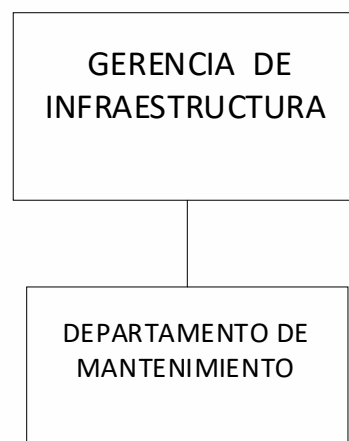 GERENCIA DE
INFRAESTRUCTURA
DEPARTAMENTO DE
MANTENIMIENTO